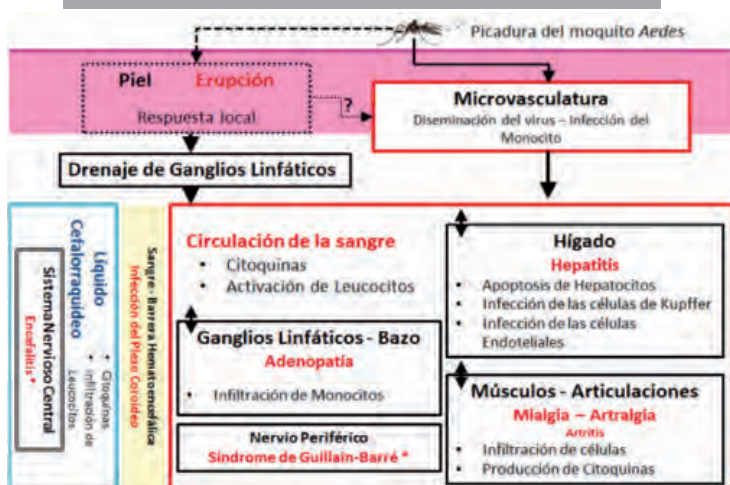 Picadura del moquito Aedes
Piel Erupción
Respuesta local
?
Microvasculatura
Diseminación del virus – Infección del
Monocito
Drenaje de Ganglios Linfáticos
Líquido
Cefalorraquídeo
• Citoquinas
• infiltración de
Leucocitos
Sistema Nervioso Central
Encefalitis *
Sangre - Barrera Hematoencefálica
Infección del Plexo Coroideo
Circulación de la sangre
• Citoquinas
• Activación de Leucocitos
Ganglios Linfáticos - Bazo
Adenopatía
• Infiltración de Monocitos
Nervio Periférico
Síndrome de Guillain-Barré *
Hígado
Hepatitis
• Apoptosis de Hepatocitos
• Infección de las células de Kupffer
• Infección de las células
Endoteliales
Músculos - Articulaciones
Mialgia – Artralgia
Artritis
• Infiltración de células
• Producción de Citoquinas